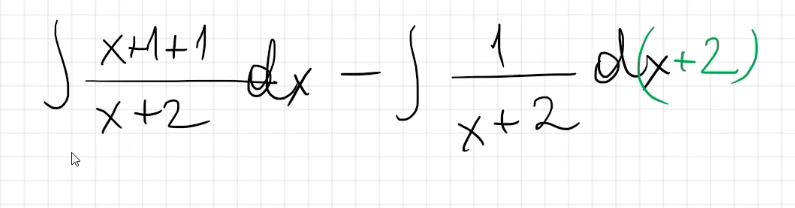 ∫ (x+1+1)/(x+2) dx − ∫ 1/(x+2) d(x+2)